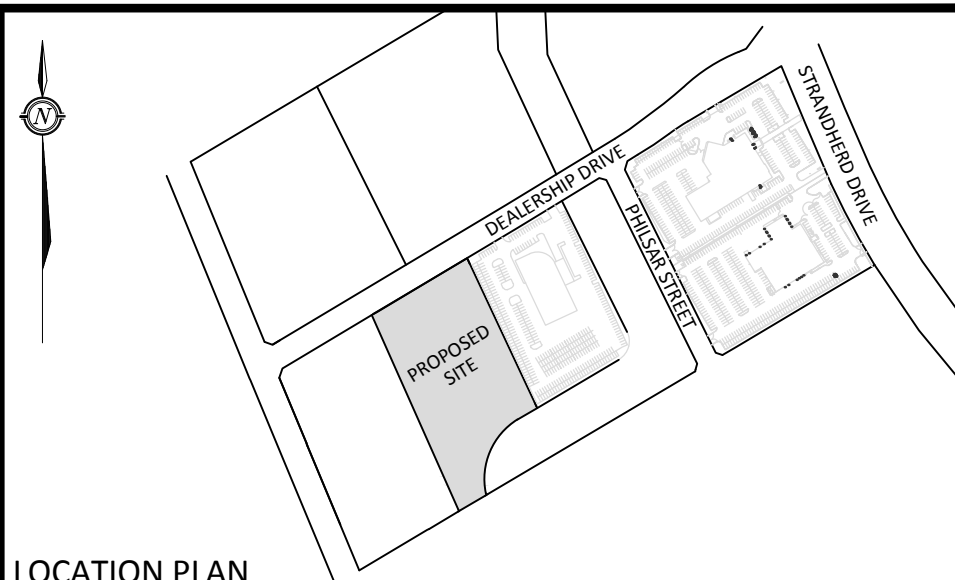 N
STRANDHERD DRIVE
DEALERSHIP DRIVE
PHILSAR STREET
PROPOSED
SITE
LOCATION PLAN